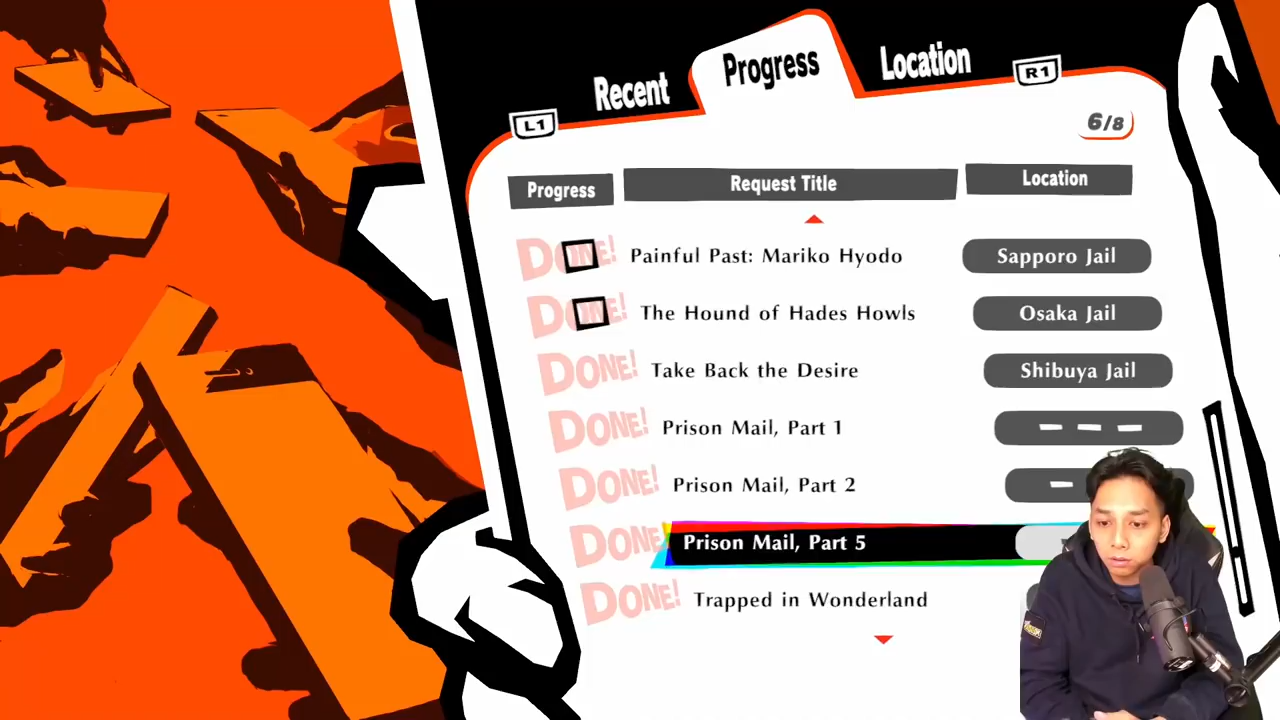 Recent
Progress
Location
L1
R1
6/8
Progress
Request Title
Location
DONE! Painful Past: Mariko Hyodo Sapporo Jail
DONE! The Hound of Hades Howls Osaka Jail
DONE! Take Back the Desire Shibuya Jail
DONE! Prison Mail, Part 1 — — —
DONE! Prison Mail, Part 2 —
DONE Prison Mail, Part 5
DONE! Trapped in Wonderland